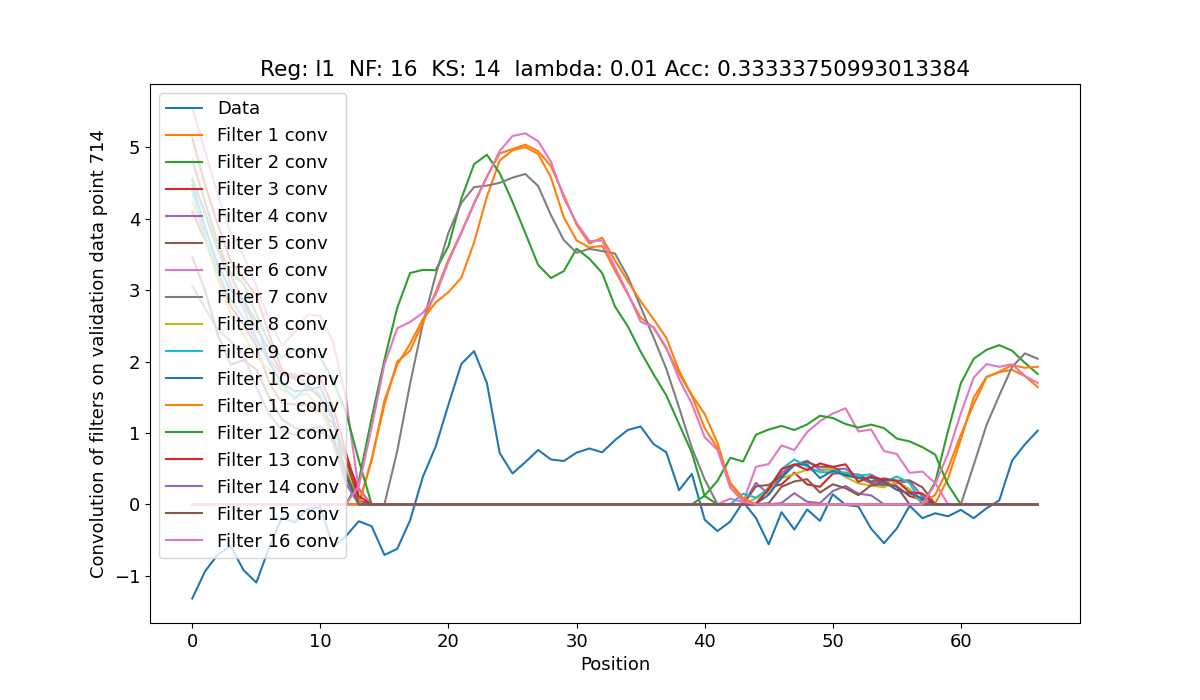 Reg: l1  NF: 16  KS: 14  lambda: 0.01 Acc: 0.33333750993013384
Convolution of filters on validation data point 714
5
4
3
2
1
0
−1
Data
Filter 1 conv
Filter 2 conv
Filter 3 conv
Filter 4 conv
Filter 5 conv
Filter 6 conv
Filter 7 conv
Filter 8 conv
Filter 9 conv
Filter 10 conv
Filter 11 conv
Filter 12 conv
Filter 13 conv
Filter 14 conv
Filter 15 conv
Filter 16 conv
0 10 20 30 40 50 60
Position